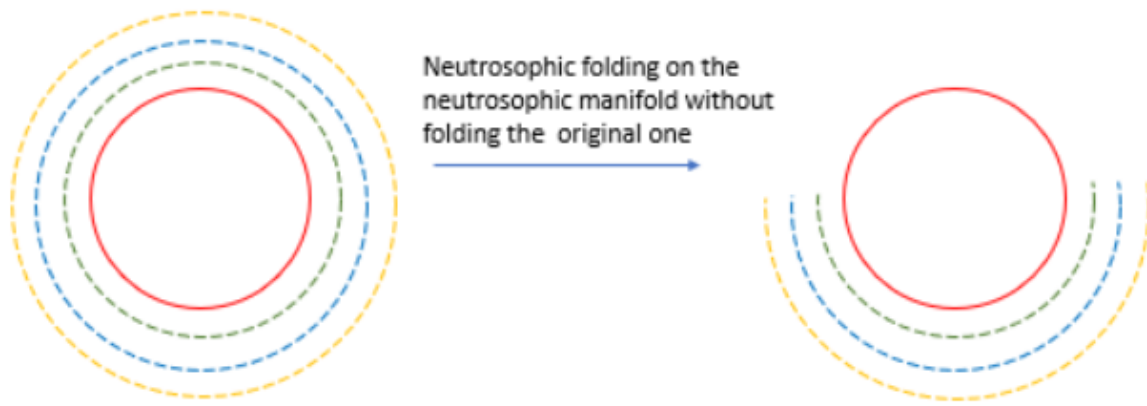 Neutrosophic folding on the
neutrosophic manifold without
folding the original one